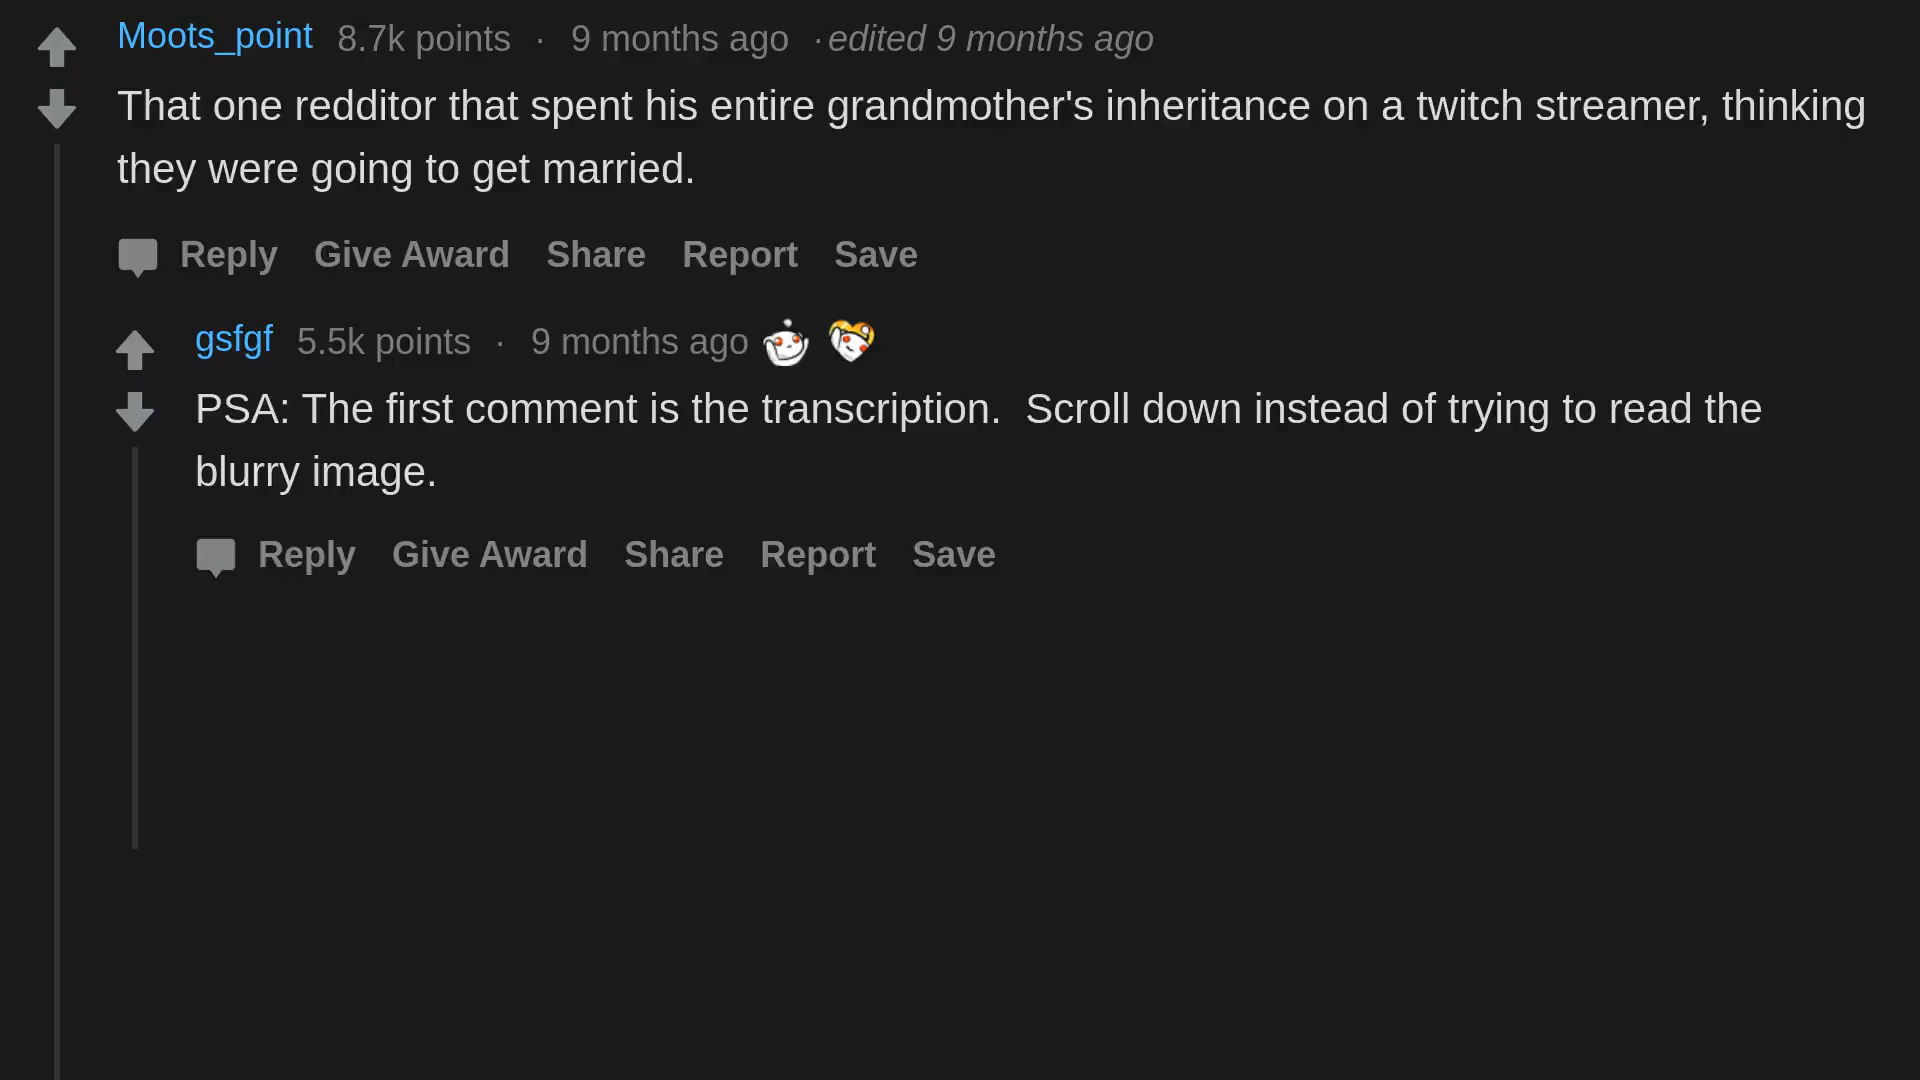 Moots_point 8.7k points · 9 months ago · edited 9 months ago
That one redditor that spent his entire grandmother's inheritance on a twitch streamer, thinking
they were going to get married.
Reply Give Award Share Report Save
gsfgf 5.5k points · 9 months ago
PSA: The first comment is the transcription.  Scroll down instead of trying to read the
blurry image.
Reply Give Award Share Report Save